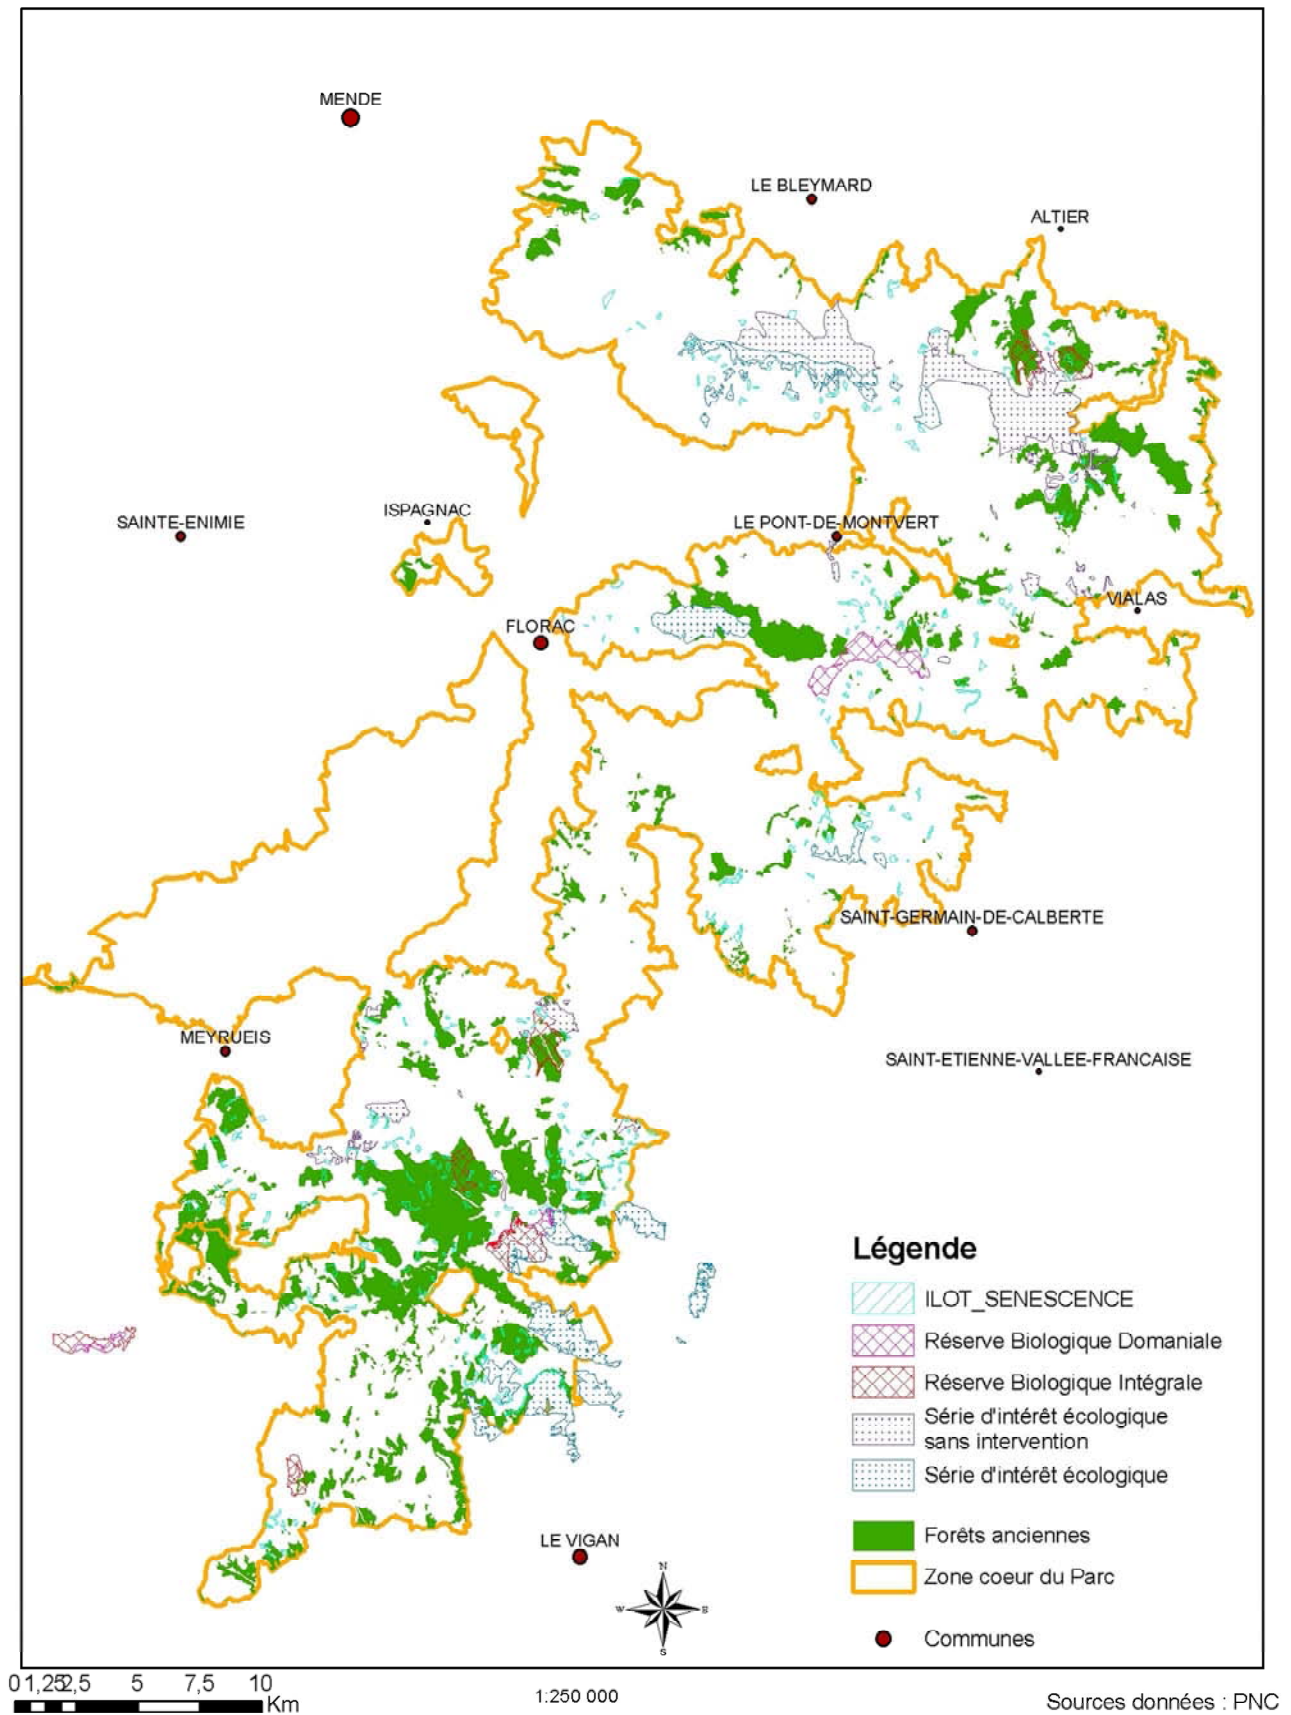 MENDE
LE BLEYMARD
ALTIER
ISPAGNAC
SAINTE-ENIMIE
LE PONT-DE-MONTVERT
VIALAS
FLORAC
SAINT-GERMAIN-DE-CALBERTE
MEYRUEIS
SAINT-ETIENNE-VALLEE-FRANCAISE
Légende
ILOT_SENESCENCE
Réserve Biologique Domaniale
Réserve Biologique Intégrale
Série d'intérêt écologique
sans intervention
Série d'intérêt écologique
Forêts anciennes
Zone coeur du Parc
Communes
LE VIGAN
N
W E
S
0 1,25 2,5 5 7,5 10
Km
1:250 000
Sources données : PNC